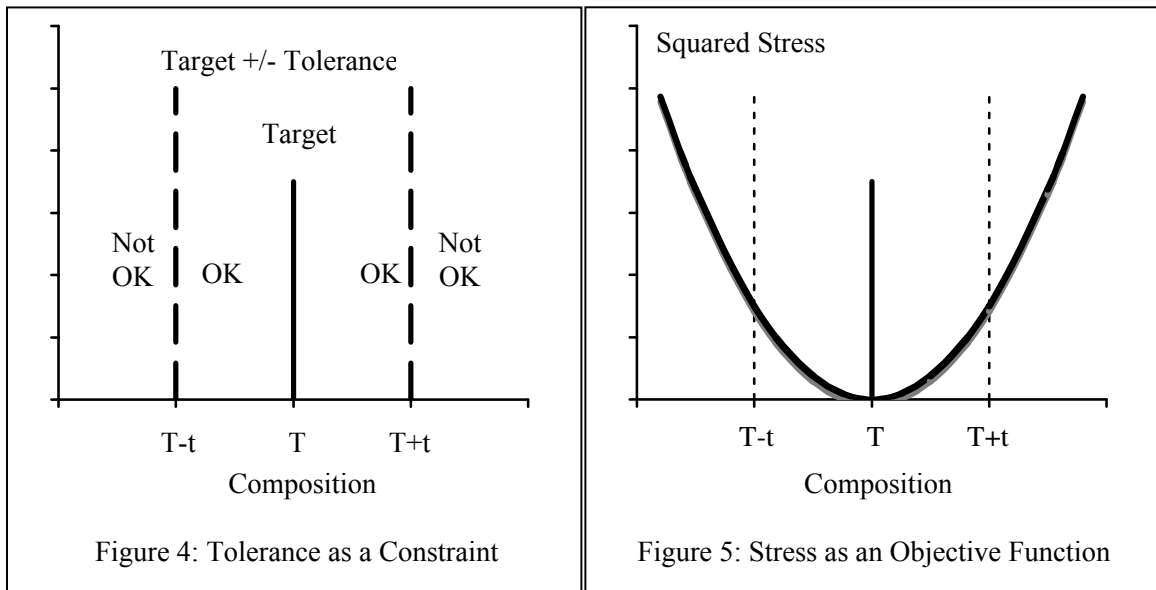 Target +/- Tolerance
Target
Not
OK
OK
OK
Not
OK
T-t
T
T+t
Composition
Figure 4: Tolerance as a Constraint
Squared Stress
T-t
T
T+t
Composition
Figure 5: Stress as an Objective Function